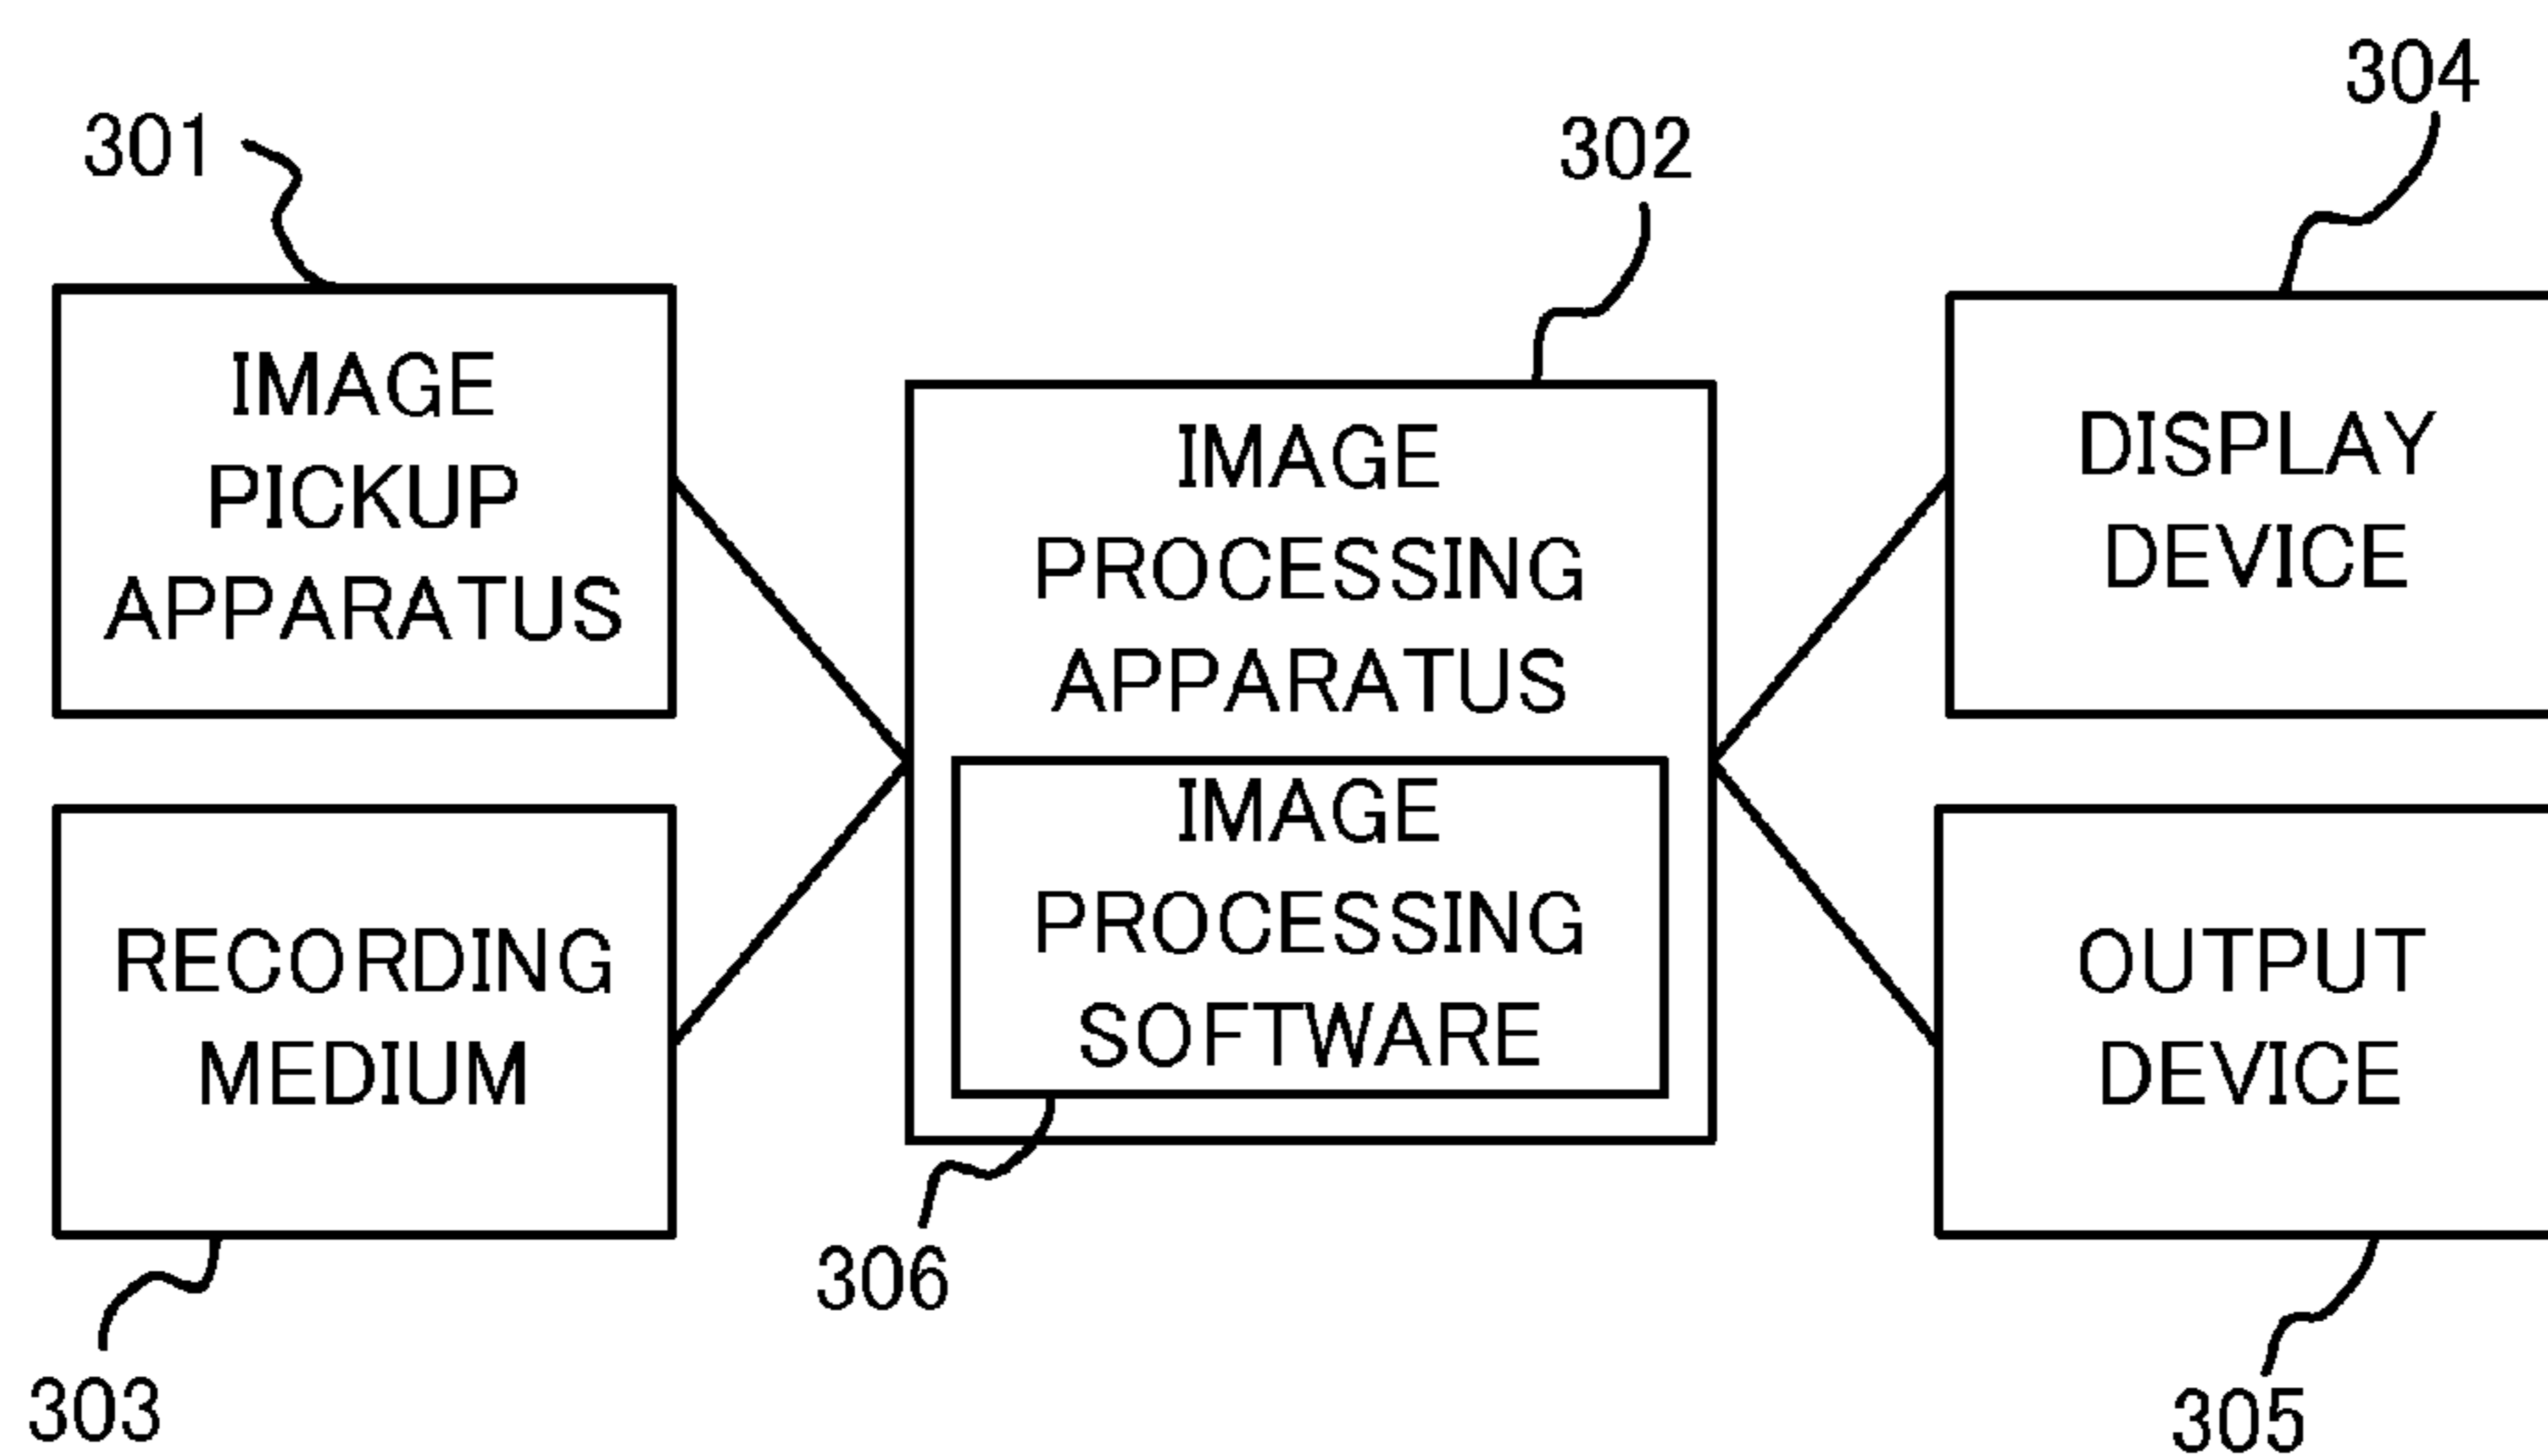 301
IMAGE
PICKUP
APPARATUS
303
RECORDING
MEDIUM
302
IMAGE
PROCESSING
APPARATUS
IMAGE
PROCESSING
SOFTWARE
306
304
DISPLAY
DEVICE
OUTPUT
DEVICE
305